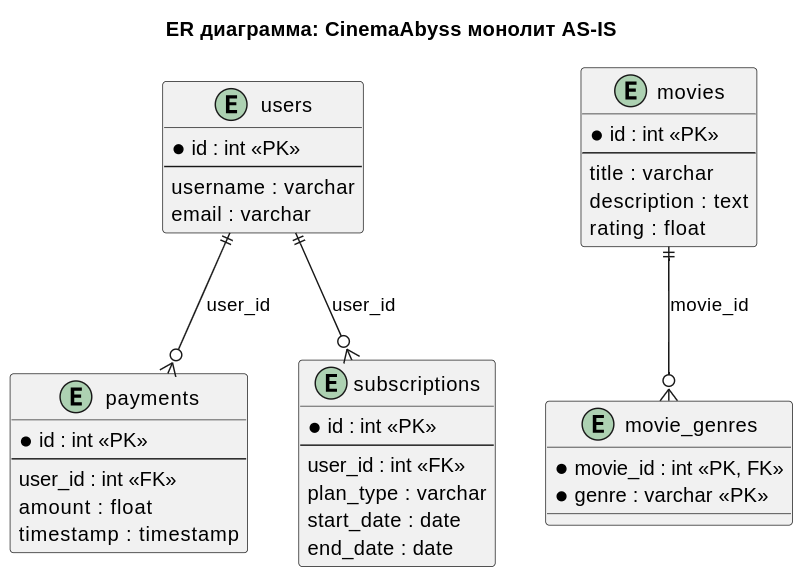 ER диаграмма: CinemaAbyss монолит AS-IS
E users
id : int «PK»
username : varchar
email : varchar
E movies
id : int «PK»
title : varchar
description : text
rating : float
user_id
user_id
movie_id
E payments
id : int «PK»
user_id : int «FK»
amount : float
timestamp : timestamp
E subscriptions
id : int «PK»
user_id : int «FK»
plan_type : varchar
start_date : date
end_date : date
E movie_genres
movie_id : int «PK, FK»
genre : varchar «PK»